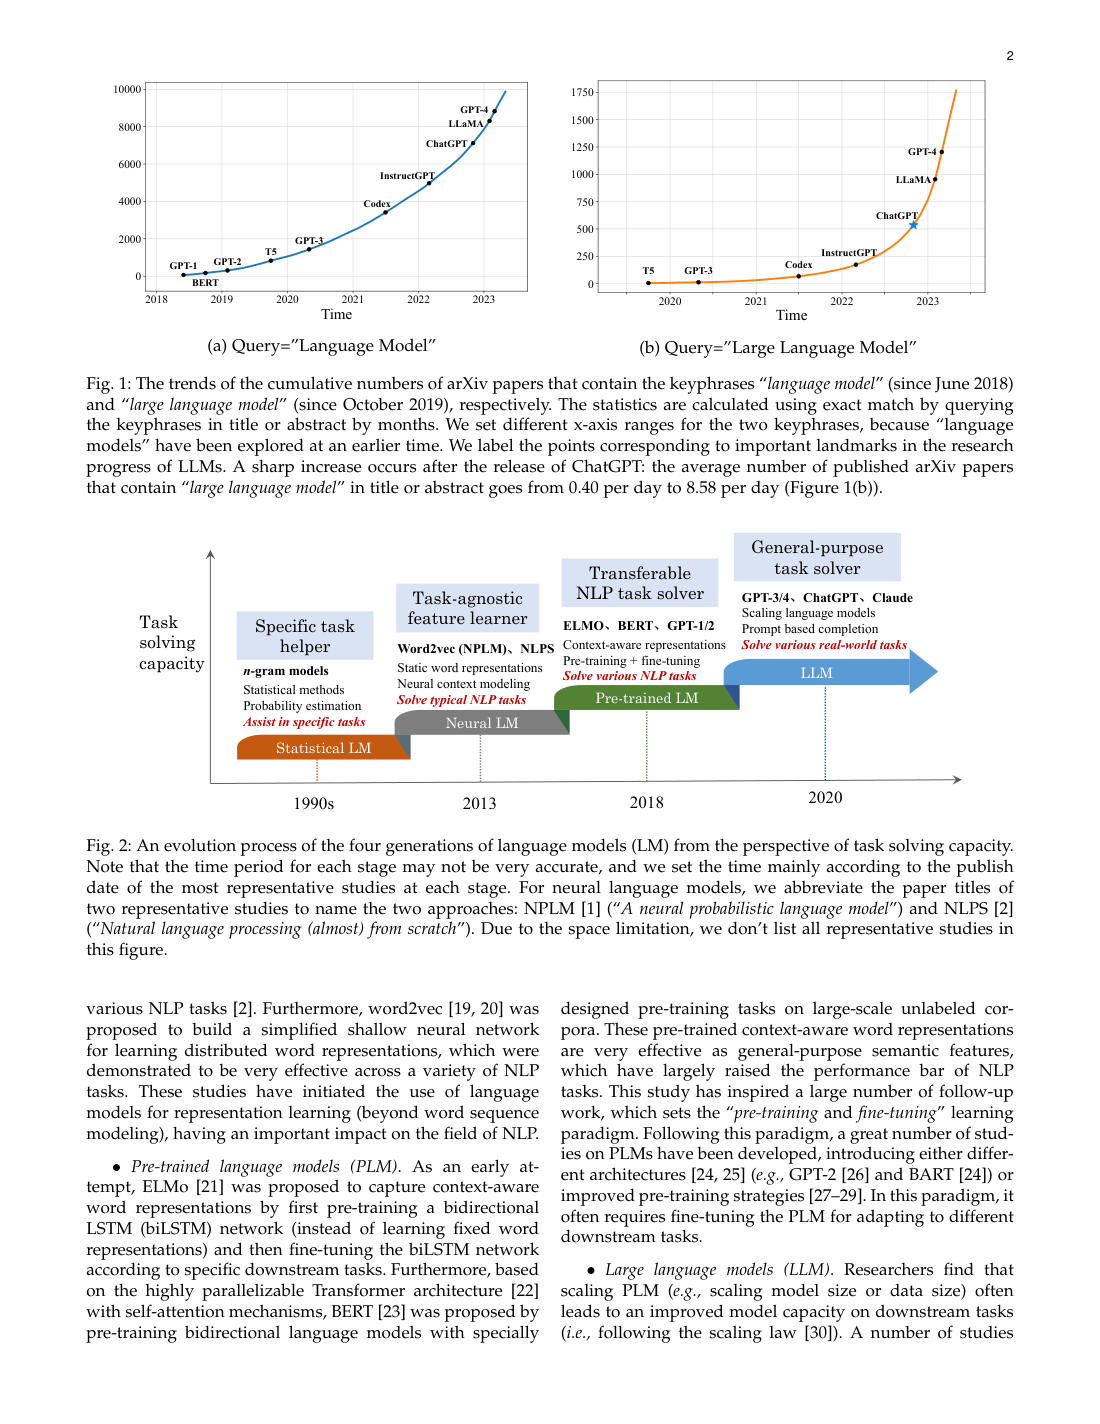 2
10000
8000
6000
4000
2000
0
GPT-4
LLaMA
ChatGPT
InstructGPT
Codex
GPT-3
T5
GPT-2
GPT-1
BERT
2018 2019 2020 2021 2022 2023
Time
(a) Query=”Language Model”
1750
1500
1250
1000
750
500
250
0
GPT-4
LLaMA
ChatGPT
InstructGPT
Codex
GPT-3
T5
2020 2021 2022 2023
Time
(b) Query=”Large Language Model”
Fig. 1: The trends of the cumulative numbers of arXiv papers that contain the keyphrases “language model” (since June 2018)
and “large language model” (since October 2019), respectively. The statistics are calculated using exact match by querying
the keyphrases in title or abstract by months. We set different x-axis ranges for the two keyphrases, because “language
models” have been explored at an earlier time. We label the points corresponding to important landmarks in the research
progress of LLMs. A sharp increase occurs after the release of ChatGPT: the average number of published arXiv papers
that contain “large language model” in title or abstract goes from 0.40 per day to 8.58 per day (Figure 1(b)).
Task
solving
capacity
Specific task
helper
n-gram models
Statistical methods
Probability estimation
Assist in specific tasks
Statistical LM
1990s
Task-agnostic
feature learner
Word2vec (NPLM)、NLPS
Static word representations
Neural context modeling
Solve typical NLP tasks
Neural LM
2013
Transferable
NLP task solver
ELMO、BERT、GPT-1/2
Context-aware representations
Pre-training + fine-tuning
Solve various NLP tasks
Pre-trained LM
2018
General-purpose
task solver
GPT-3/4、ChatGPT、Claude
Scaling language models
Prompt based completion
Solve various real-world tasks
LLM
2020
Fig. 2: An evolution process of the four generations of language models (LM) from the perspective of task solving capacity.
Note that the time period for each stage may not be very accurate, and we set the time mainly according to the publish
date of the most representative studies at each stage. For neural language models, we abbreviate the paper titles of
two representative studies to name the two approaches: NPLM [1] (“A neural probabilistic language model”) and NLPS [2]
(“Natural language processing (almost) from scratch”). Due to the space limitation, we don’t list all representative studies in
this figure.
various NLP tasks [2]. Furthermore, word2vec [19, 20] was
proposed to build a simplified shallow neural network
for learning distributed word representations, which were
demonstrated to be very effective across a variety of NLP
tasks. These studies have initiated the use of language
models for representation learning (beyond word sequence
modeling), having an important impact on the field of NLP.
• Pre-trained language models (PLM). As an early at-
tempt, ELMo [21] was proposed to capture context-aware
word representations by first pre-training a bidirectional
LSTM (biLSTM) network (instead of learning fixed word
representations) and then fine-tuning the biLSTM network
according to specific downstream tasks. Furthermore, based
on the highly parallelizable Transformer architecture [22]
with self-attention mechanisms, BERT [23] was proposed by
pre-training bidirectional language models with specially
designed pre-training tasks on large-scale unlabeled cor-
pora. These pre-trained context-aware word representations
are very effective as general-purpose semantic features,
which have largely raised the performance bar of NLP
tasks. This study has inspired a large number of follow-up
work, which sets the “pre-training and fine-tuning” learning
paradigm. Following this paradigm, a great number of stud-
ies on PLMs have been developed, introducing either differ-
ent architectures [24, 25] (e.g., GPT-2 [26] and BART [24]) or
improved pre-training strategies [27–29]. In this paradigm, it
often requires fine-tuning the PLM for adapting to different
downstream tasks.
• Large language models (LLM). Researchers find that
scaling PLM (e.g., scaling model size or data size) often
leads to an improved model capacity on downstream tasks
(i.e., following the scaling law [30]). A number of studies